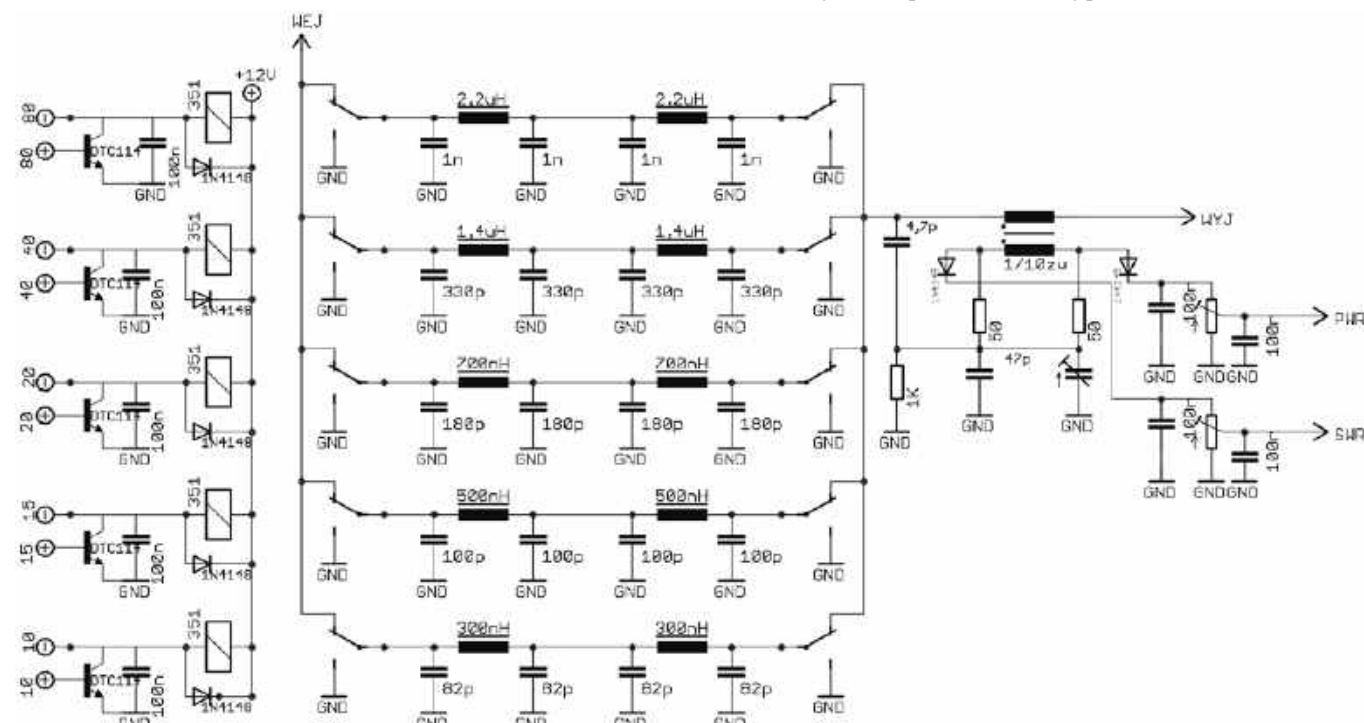 WEJ
+12V
80
80
351
DTC114
100n
1N4148
GND
2,2uH
2,2uH
1n
1n
1n
1n
GND
GND
GND
GND
GND
GND
40
40
351
DTC114
100n
1N4148
GND
1,4uH
1,4uH
330p
330p
330p
330p
GND
GND
GND
GND
GND
GND
4,7p
WYJ
1/10zw
50
50
47p
1K
GND
GND
GND
100n
100n
PWR
GND
GND
GND
100n
100n
SWR
GND
GND
GND
20
20
351
DTC114
100n
1N4148
GND
700nH
700nH
180p
180p
180p
180p
GND
GND
GND
GND
GND
GND
15
15
351
DTC114
100n
1N4148
GND
500nH
500nH
100p
100p
100p
100p
GND
GND
GND
GND
GND
GND
10
10
351
DTC114
100n
1N4148
GND
300nH
300nH
82p
82p
82p
82p
GND
GND
GND
GND
GND
GND